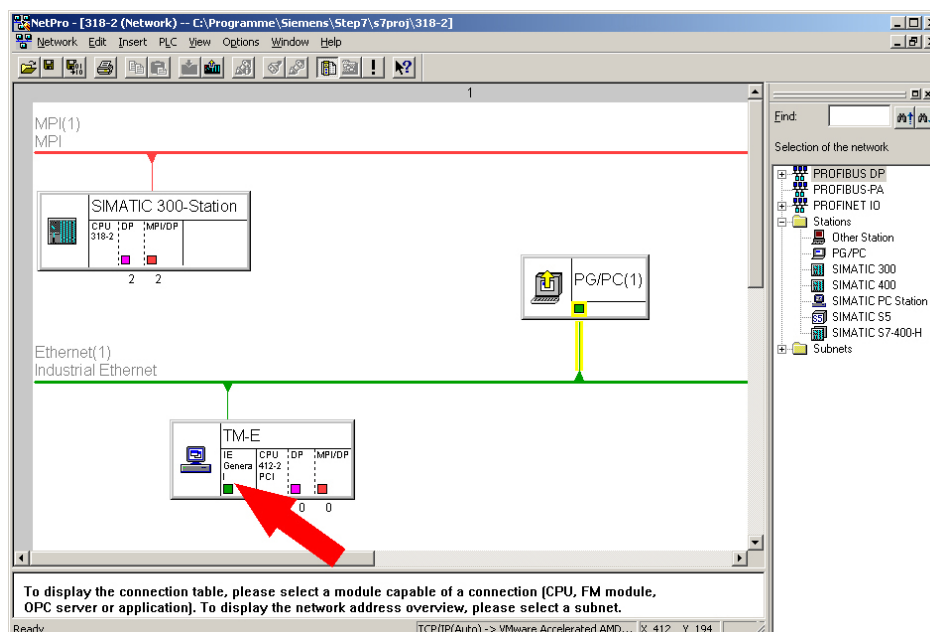 NetPro - [318-2 (Network) -- C:\Programme\Siemens\Step7\s7proj\318-2]
Network Edit Insert PLC View Options Window Help
1
MPI(1)
MPI
SIMATIC 300-Station
CPU 318-2 DP MPI/DP
2 2
PG/PC(1)
Ethernet(1)
Industrial Ethernet
TM-E
IE General CPU 412-2 PCI DP MPI/DP
0 0
Find:
Selection of the network
PROFIBUS DP
PROFIBUS-PA
PROFINET IO
Stations
Other Station
PG/PC
SIMATIC 300
SIMATIC 400
SIMATIC PC Station
SIMATIC S5
SIMATIC S7-400-H
Subnets
To display the connection table, please select a module capable of a connection (CPU, FM module,
OPC server or application). To display the network address overview, please select a subnet.
Ready TCP/IP(Auto) -> VMware Accelerated AMD... X 412 Y 194